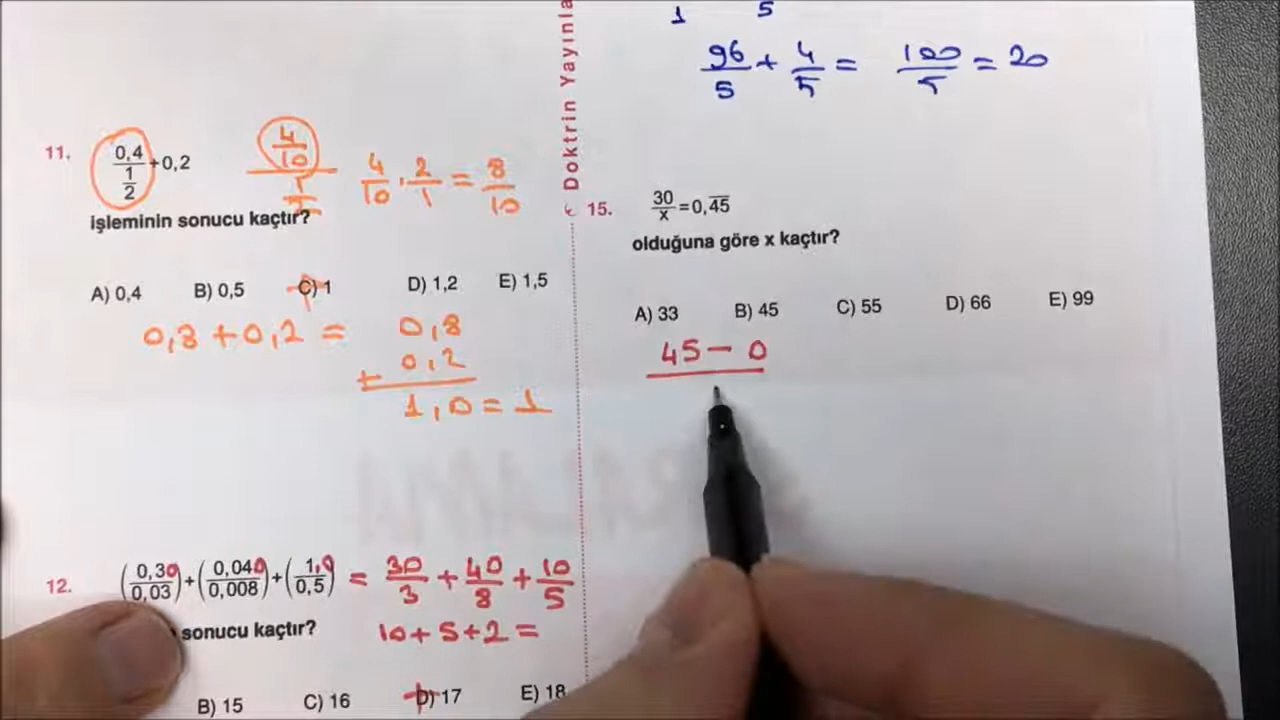 11. 0,4 / 1/2 + 0,2
4/10 / 1/2
4/10 . 2/1 = 8/10
işleminin sonucu kaçtır?
A) 0,4 B) 0,5 C) 1 D) 1,2 E) 1,5
0,8 + 0,2 =
0,8
+ 0,2
1,0 = 1
12. (0,30/0,03) + (0,040/0,008) + (1,0/0,5) = 30/3 + 40/8 + 10/5
sonucu kaçtır? 10 + 5 + 2 =
B) 15 C) 16 D) 17 E) 18
Doktrin Yayınla
1 5
96/5 + 4/5 = 100/5 = 20
15. 30/x = 0,4̅5̅
olduğuna göre x kaçtır?
A) 33 B) 45 C) 55 D) 66 E) 99
45 – 0